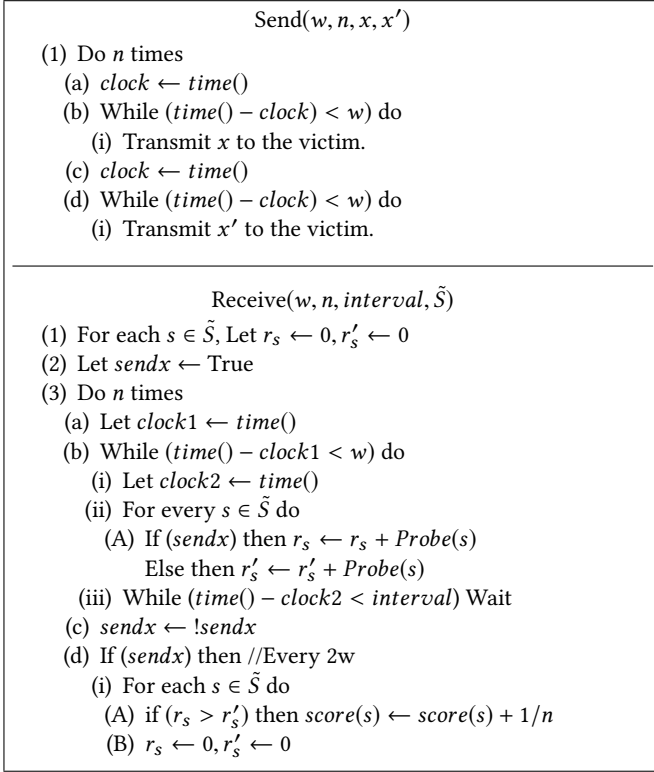 Send(w, n, x, x′)
(1) Do n times
(a) clock ← time()
(b) While (time() − clock) < w) do
(i) Transmit x to the victim.
(c) clock ← time()
(d) While (time() − clock) < w) do
(i) Transmit x′ to the victim.
Receive(w, n, interval, S̃)
(1) For each s ∈ S̃, Let r_s ← 0, r′_s ← 0
(2) Let sendx ← True
(3) Do n times
(a) Let clock1 ← time()
(b) While (time() − clock1 < w) do
(i) Let clock2 ← time()
(ii) For every s ∈ S̃ do
(A) If (sendx) then r_s ← r_s + Probe(s)
Else then r′_s ← r′_s + Probe(s)
(iii) While (time() − clock2 < interval) Wait
(c) sendx ← !sendx
(d) If (sendx) then //Every 2w
(i) For each s ∈ S̃ do
(A) if (r_s > r′_s) then score(s) ← score(s) + 1/n
(B) r_s ← 0, r′_s ← 0